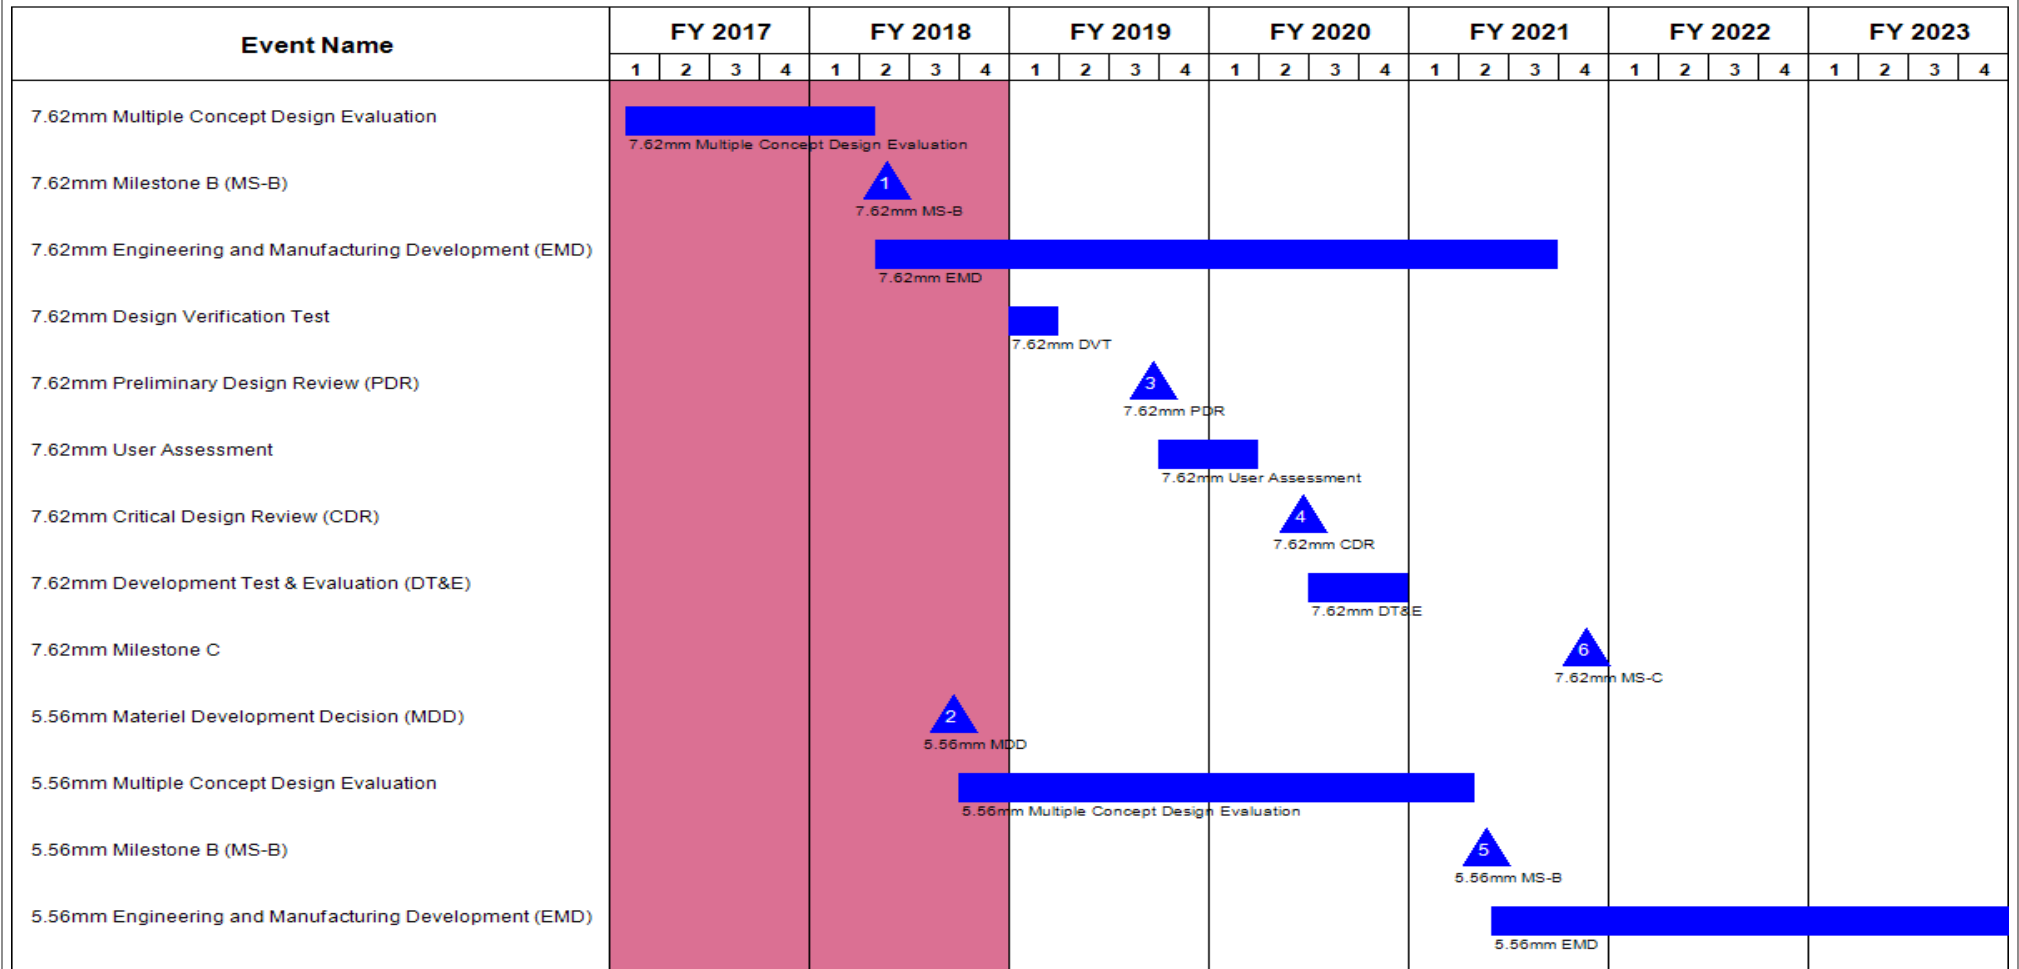 Event Name FY 2017 FY 2018 FY 2019 FY 2020 FY 2021 FY 2022 FY 2023
1 2 3 4 1 2 3 4 1 2 3 4 1 2 3 4 1 2 3 4 1 2 3 4 1 2 3 4
7.62mm Multiple Concept Design Evaluation
7.62mm Multiple Concept Design Evaluation
7.62mm Milestone B (MS-B)
1
7.62mm MS-B
7.62mm Engineering and Manufacturing Development (EMD)
7.62mm EMD
7.62mm Design Verification Test
7.62mm DVT
7.62mm Preliminary Design Review (PDR)
3
7.62mm PDR
7.62mm User Assessment
7.62mm User Assessment
7.62mm Critical Design Review (CDR)
4
7.62mm CDR
7.62mm Development Test & Evaluation (DT&E)
7.62mm DT&E
7.62mm Milestone C
6
7.62mm MS-C
5.56mm Materiel Development Decision (MDD)
2
5.56mm MDD
5.56mm Multiple Concept Design Evaluation
5.56mm Multiple Concept Design Evaluation
5.56mm Milestone B (MS-B)
5
5.56mm MS-B
5.56mm Engineering and Manufacturing Development (EMD)
5.56mm EMD